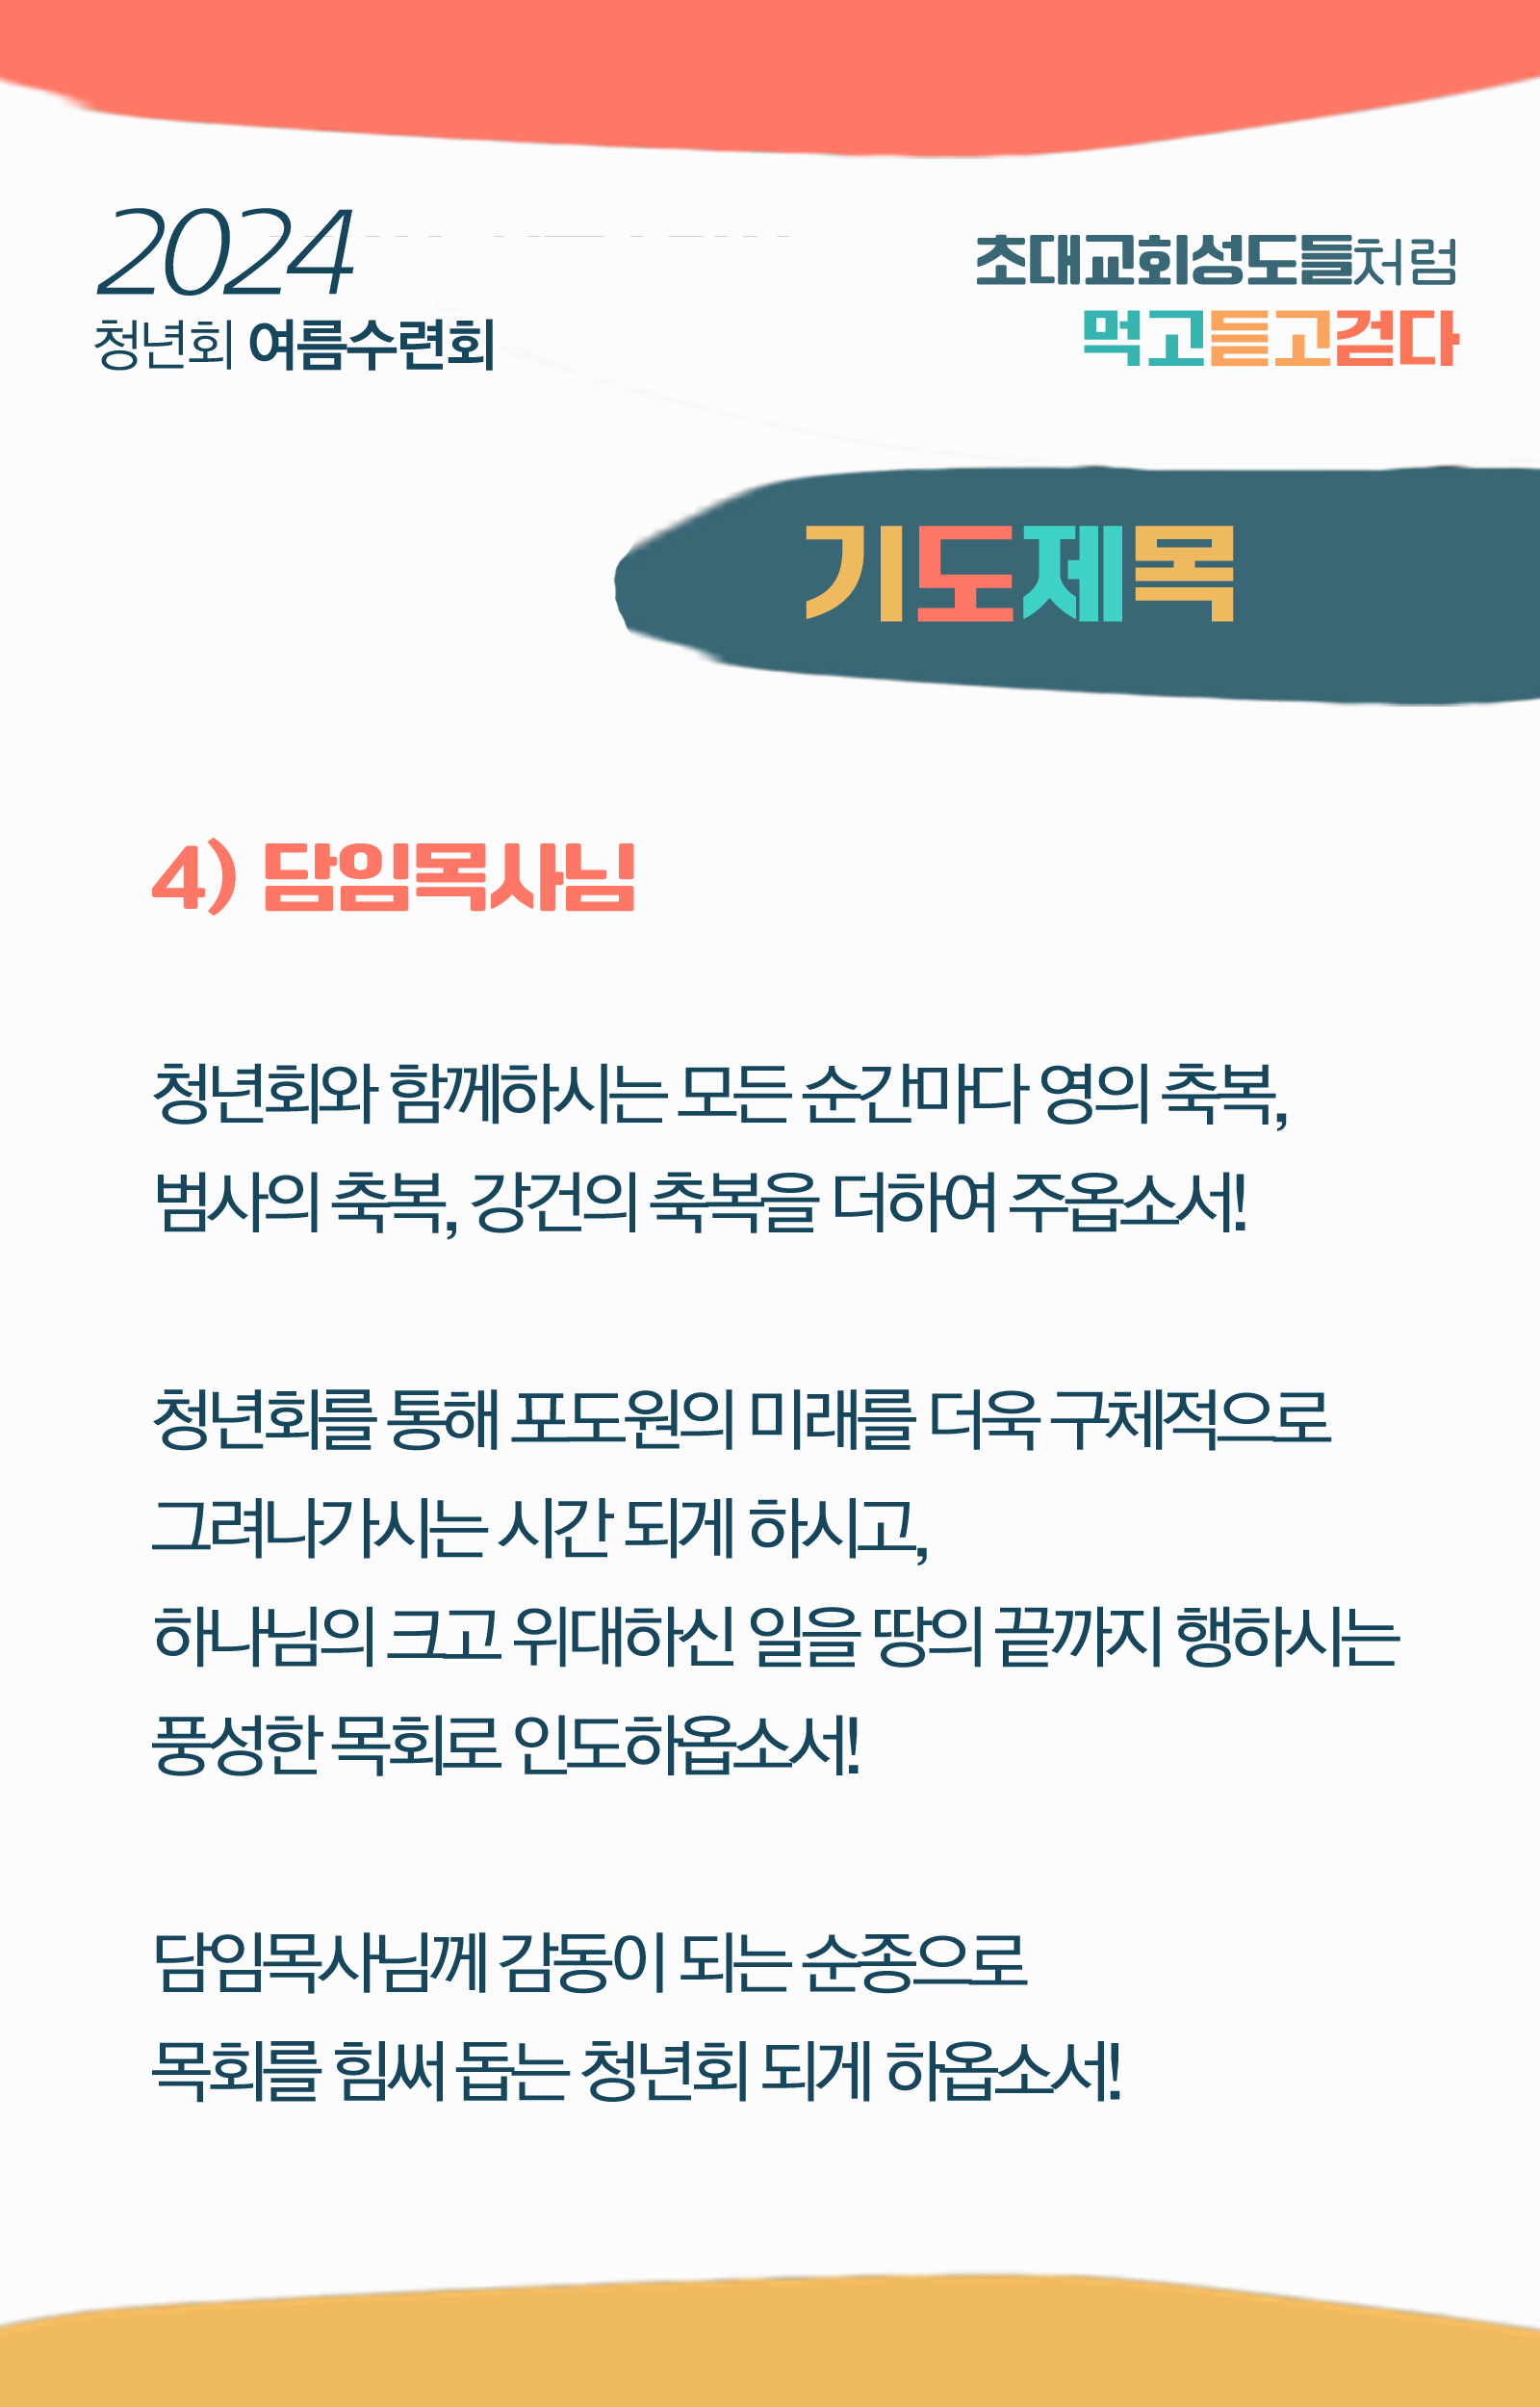 2024
청년회 여름수련회
초대교회성도들처럼
먹고듣고걷다
기도제목
4) 담임목사님
청년회와 함께하시는 모든 순간마다 영의 축복,
범사의 축복, 강건의 축복을 더하여 주옵소서!
청년회를 통해 포도원의 미래를 더욱 구체적으로
그려나가시는 시간 되게 하시고,
하나님의 크고 위대하신 일을 땅의 끝까지 행하시는
풍성한 목회로 인도하옵소서!
담임목사님께 감동이 되는 순종으로
목회를 힘써 돕는 청년회 되게 하옵소서!